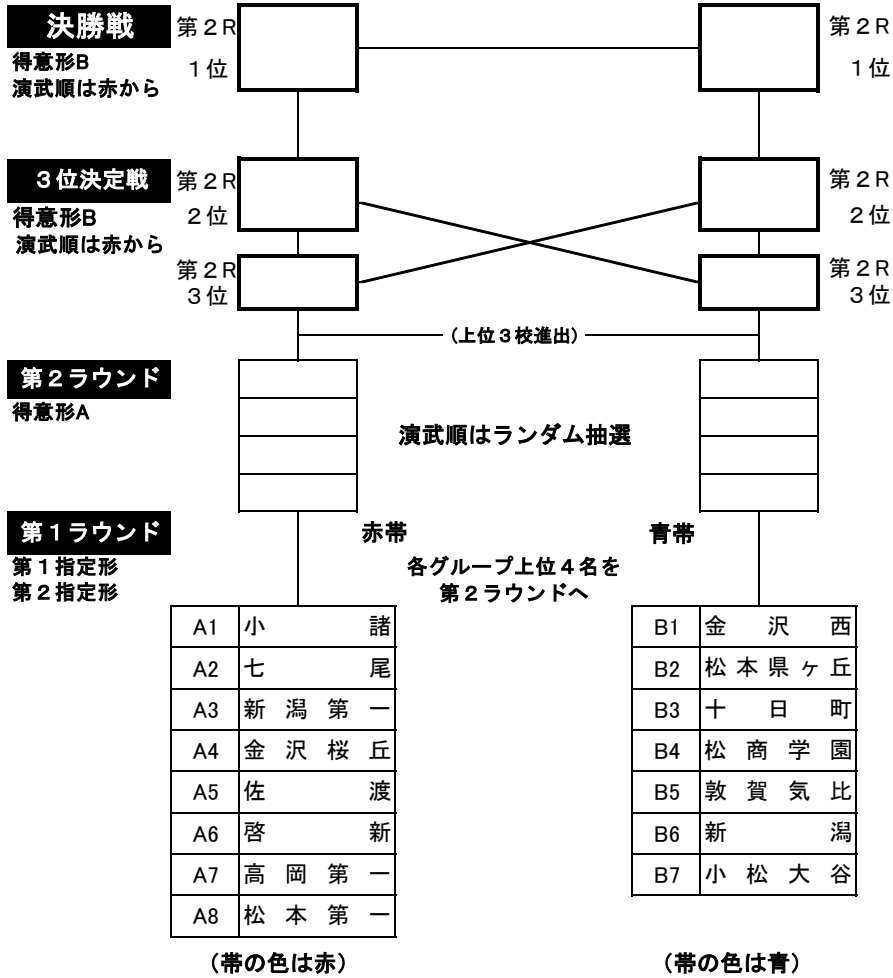 決勝戦
得意形B
演武順は赤から
第2R
1位
第2R
1位
3位決定戦
得意形B
演武順は赤から
第2R
2位
第2R
2位
第2R
3位
第2R
3位
(上位3校進出)
第2ラウンド
得意形A
演武順はランダム抽選
第1ラウンド
第1指定形
第2指定形
赤帯
青帯
各グループ上位4名を
第2ラウンドへ
A1 小諸
A2 七尾
A3 新潟第一
A4 金沢桜丘
A5 佐渡
A6 啓新
A7 高岡第一
A8 松本第一
(帯の色は赤)
B1 金沢西
B2 松本県ヶ丘
B3 十日町
B4 松商学園
B5 敦賀気比
B6 新潟
B7 小松大谷
(帯の色は青)